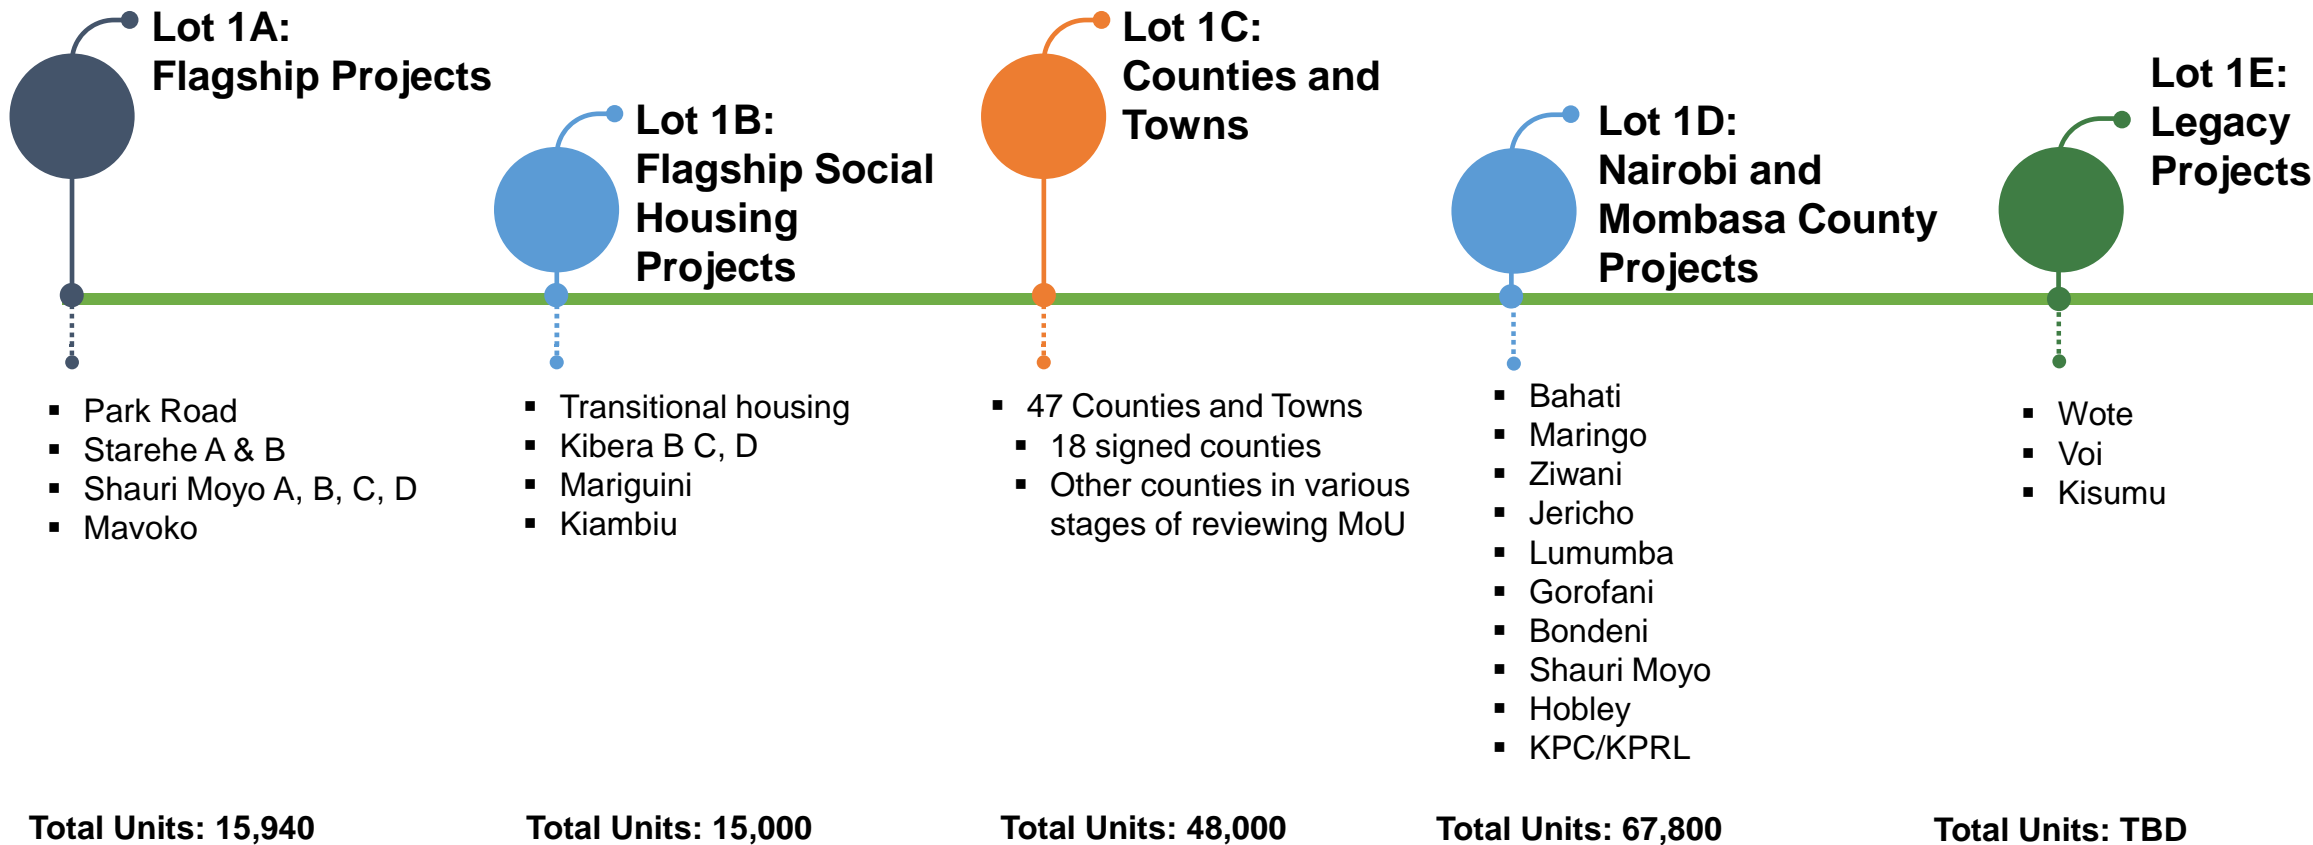 Lot 1A:
Flagship Projects
▪ Park Road
▪ Starehe A & B
▪ Shauri Moyo A, B, C, D
▪ Mavoko
Total Units: 15,940
Lot 1B:
Flagship Social
Housing
Projects
▪ Transitional housing
▪ Kibera B C, D
▪ Mariguini
▪ Kiambiu
Total Units: 15,000
Lot 1C:
Counties and
Towns
▪ 47 Counties and Towns
▪ 18 signed counties
▪ Other counties in various
stages of reviewing MoU
Total Units: 48,000
Lot 1D:
Nairobi and
Mombasa County
Projects
▪ Bahati
▪ Maringo
▪ Ziwani
▪ Jericho
▪ Lumumba
▪ Gorofani
▪ Bondeni
▪ Shauri Moyo
▪ Hobley
▪ KPC/KPRL
Total Units: 67,800
Lot 1E:
Legacy
Projects
▪ Wote
▪ Voi
▪ Kisumu
Total Units: TBD